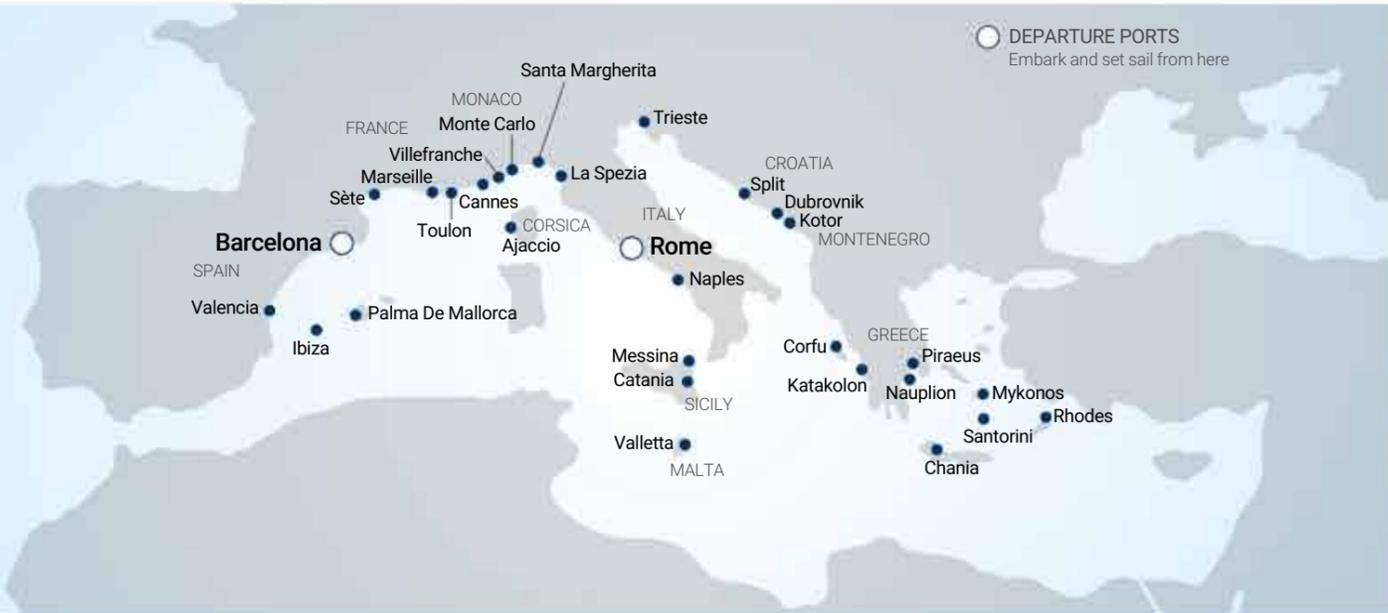 DEPARTURE PORTS
Embark and set sail from here
Santa Margherita
MONACO
Monte Carlo
FRANCE
Villefranche
Marseille
Sète
Cannes
Toulon
La Spezia
Trieste
CROATIA
Split
Dubrovnik
Kotor
MONTENEGRO
ITALY
CORSICA
Ajaccio
Barcelona
Rome
SPAIN
Naples
Valencia
Palma De Mallorca
Ibiza
Messina
Catania
SICILY
Valletta
MALTA
GREECE
Corfu
Piraeus
Katakolon
Nauplion
Mykonos
Rhodes
Santorini
Chania